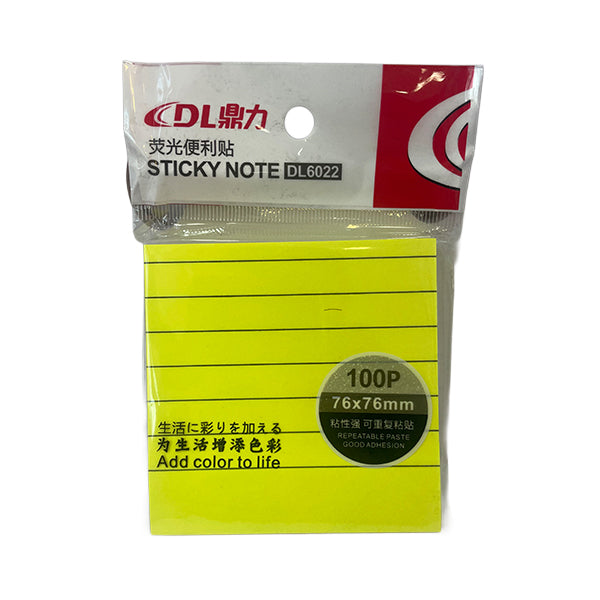 CDL鼎力
荧光便利贴
STICKY NOTE DL6022
100P
76x76mm
粘性强 可重复粘贴
REPEATABLE PASTE
GOOD ADHESION
生活に彩りを加える
为生活增添色彩
Add color to life